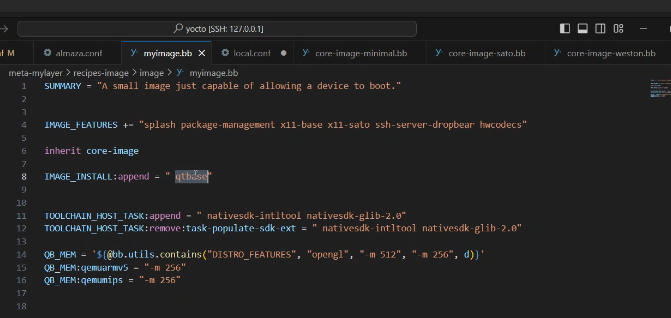 yocto [SSH: 127.0.0.1]
M almaza.conf myimage.bb local.conf core-image-minimal.bb core-image-sato.bb core-image-weston.bb
meta-mylayer > recipes-image > image > myimage.bb
1 SUMMARY = "A small image just capable of allowing a device to boot."
2
3
4 IMAGE_FEATURES += "splash package-management x11-base x11-sato ssh-server-dropbear hwcodecs"
5
6 inherit core-image
7
8 IMAGE_INSTALL:append = " qtbase"
9
10
11 TOOLCHAIN_HOST_TASK:append = " nativesdk-intltool nativesdk-glib-2.0"
12 TOOLCHAIN_HOST_TASK:remove:task-populate-sdk-ext = " nativesdk-intltool nativesdk-glib-2.0"
13
14 QB_MEM = '${@bb.utils.contains("DISTRO_FEATURES", "opengl", "-m 512", "-m 256", d)}'
15 QB_MEM:qemuarmv5 = "-m 256"
16 QB_MEM:qemumips = "-m 256"
17
18